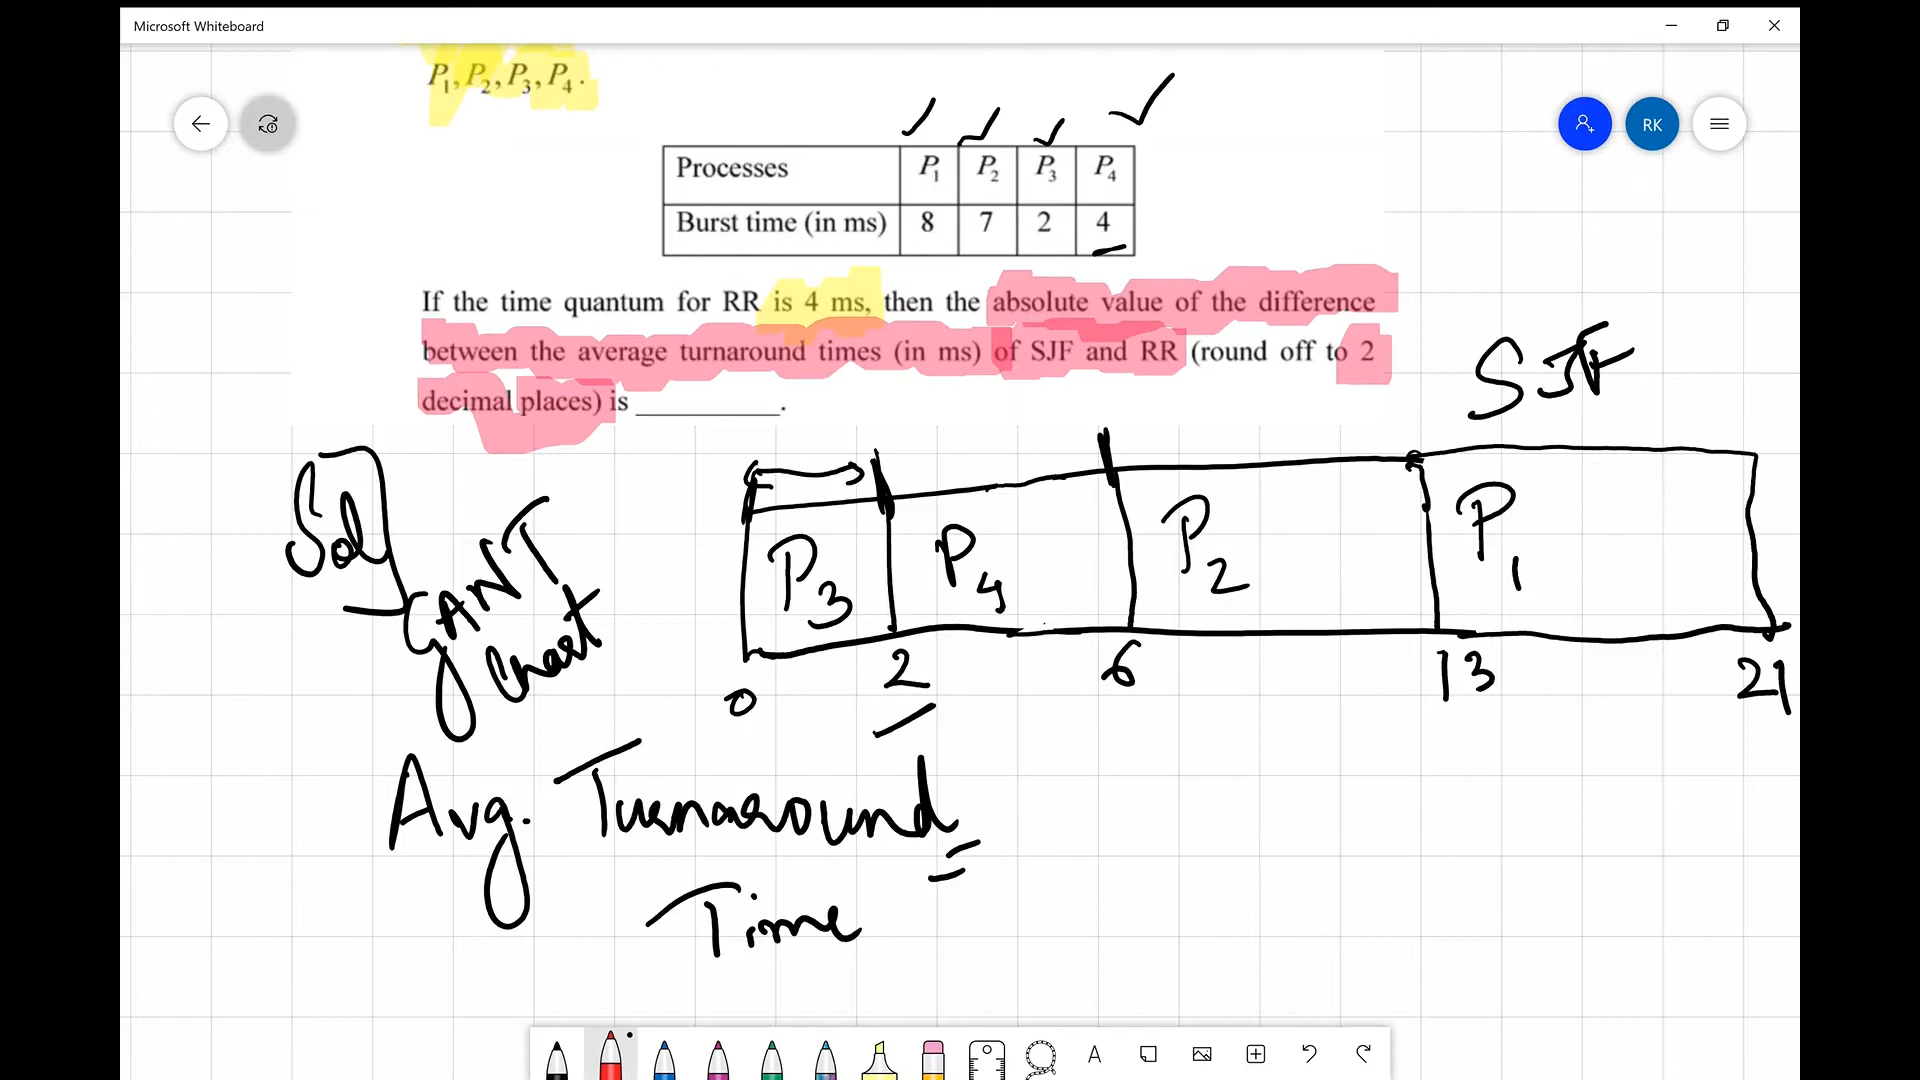 Microsoft Whiteboard
P1, P2, P3, P4.
RK
Processes P1 P2 P3 P4
Burst time (in ms) 8 7 2 4
If the time quantum for RR is 4 ms, then the absolute value of the difference
between the average turnaround times (in ms) of SJF and RR (round off to 2
decimal places) is __________.
SJF
Sol
GANT
Chart
P3 P4 P2 P1
0 2 6 13 21
Avg. Turnaround
Time
A